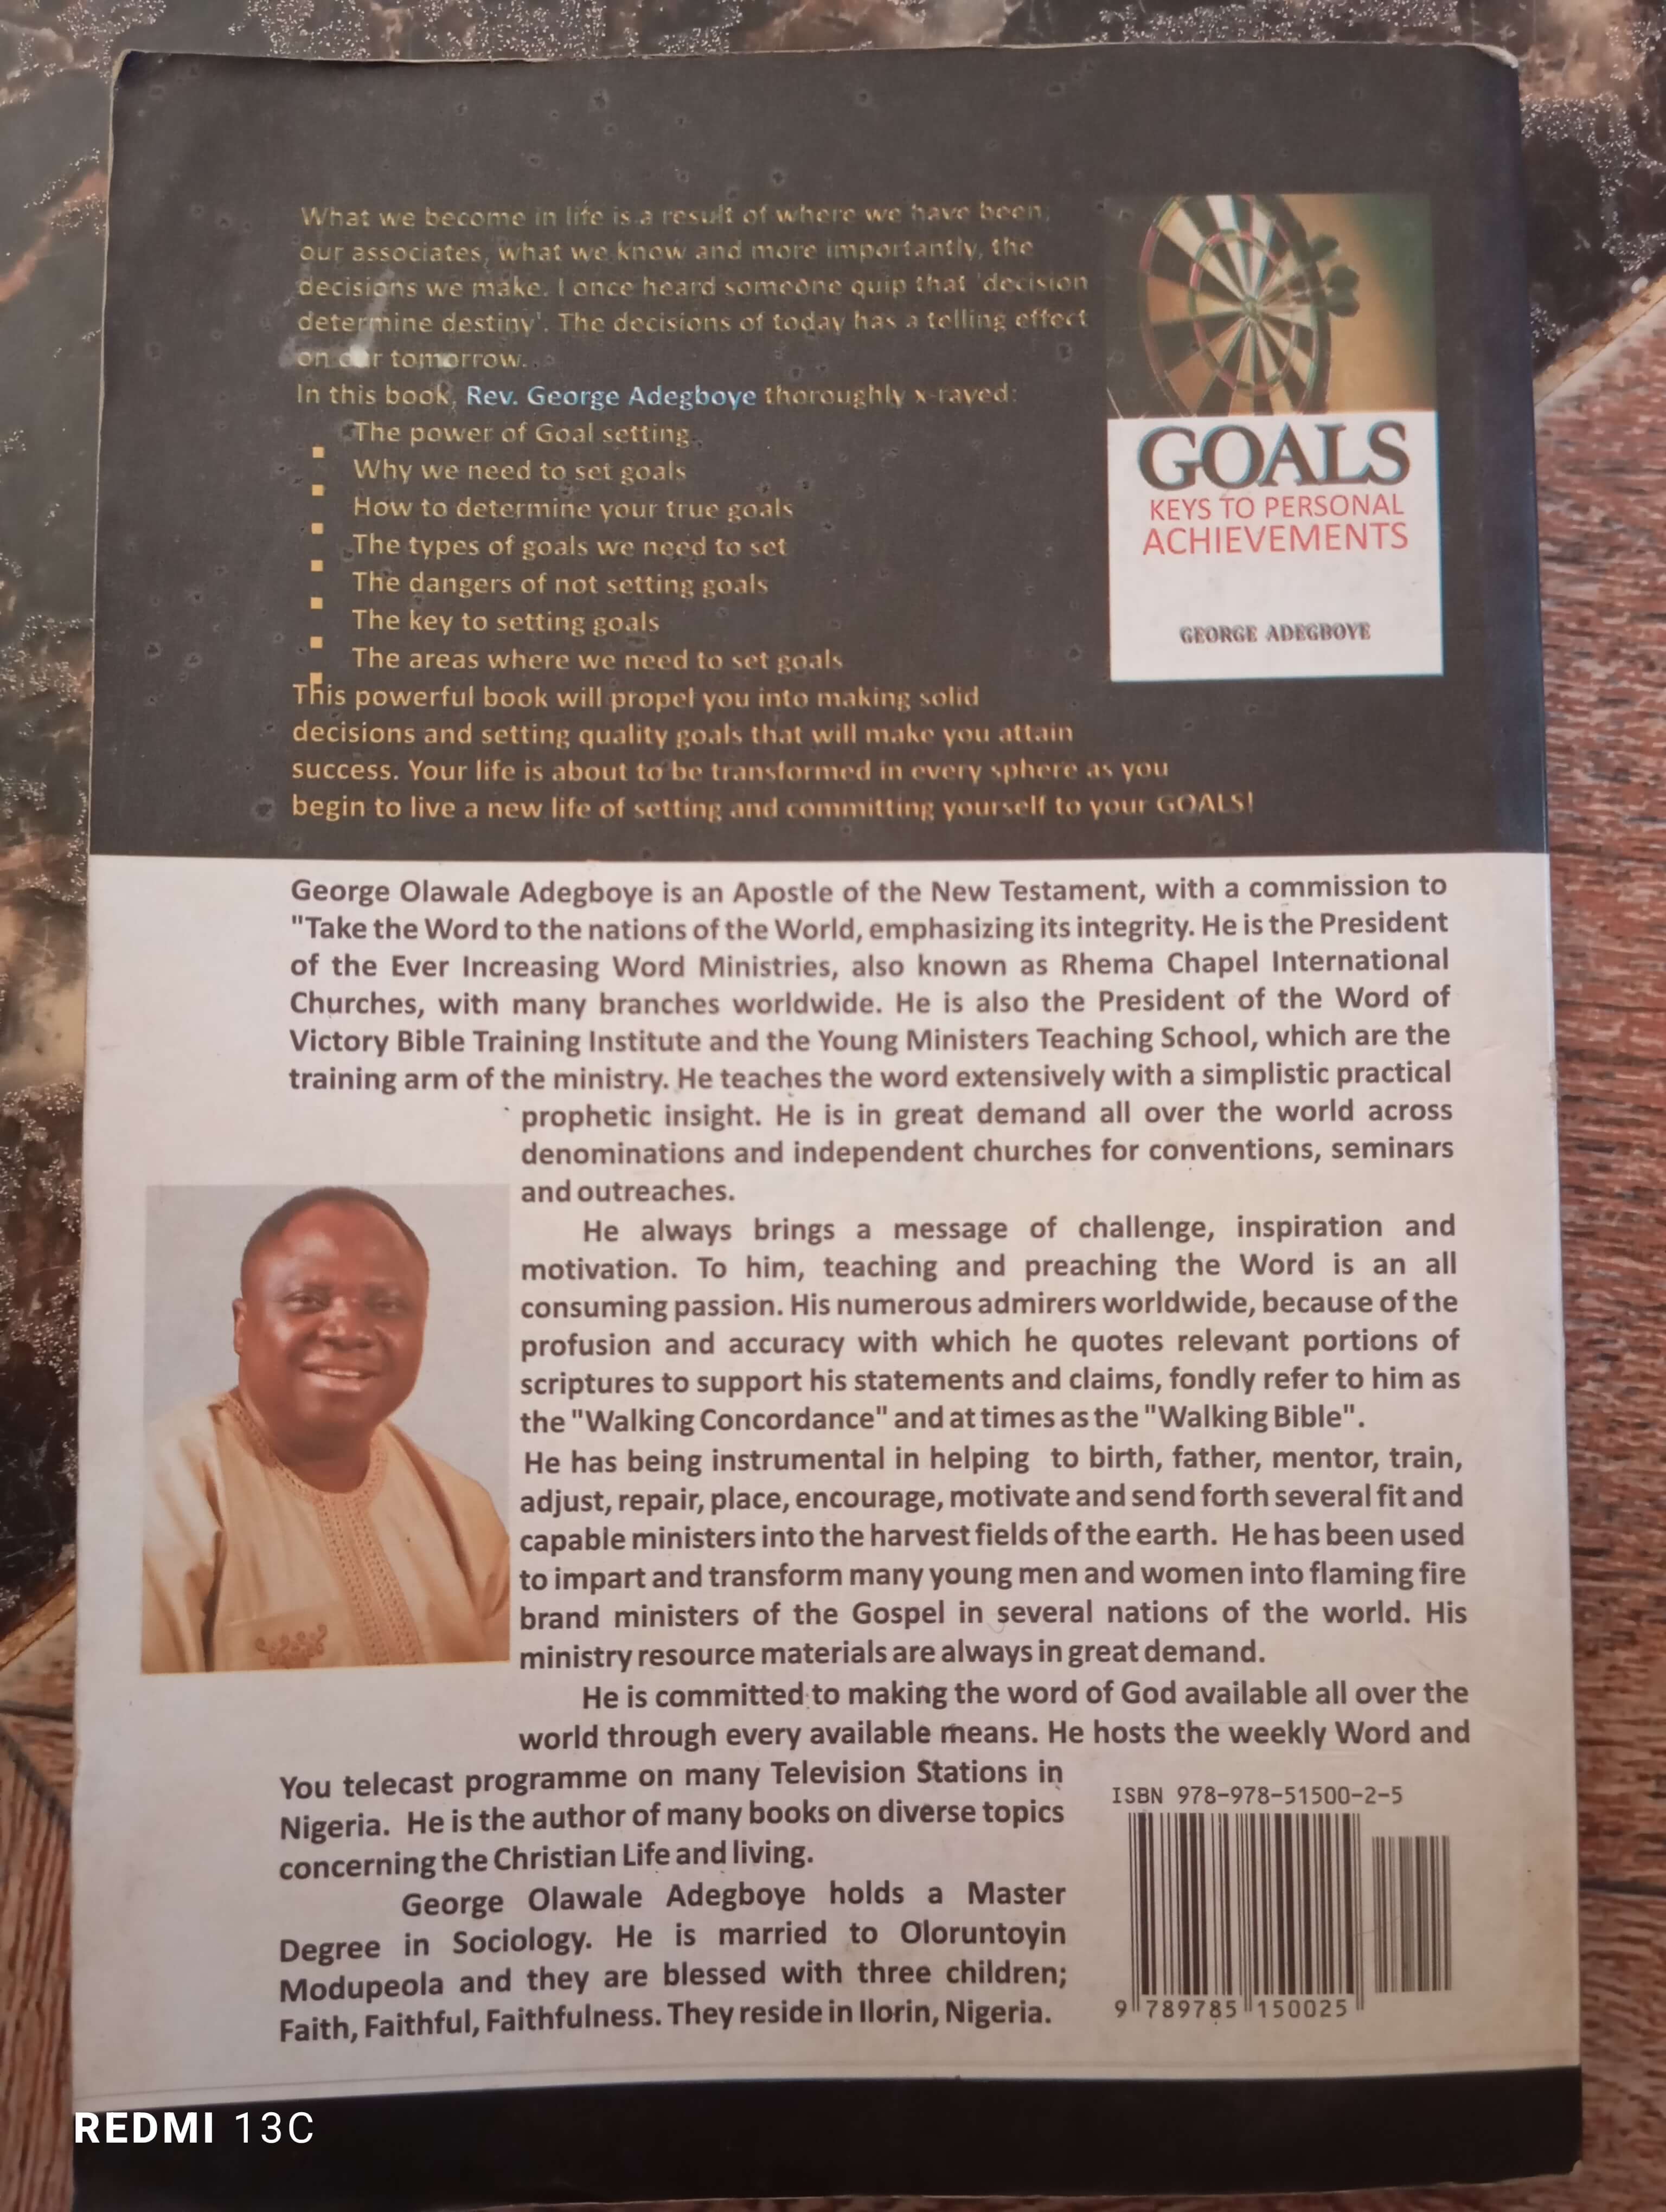 What we become in life is a result of where we have been,
our associates, what we know and more importantly, the
decisions we make. I once heard someone quip that 'decision
determine destiny'. The decisions of today has a telling effect
on our tomorrow..
In this book, Rev. George Adegboye thoroughly x-rayed:
The power of Goal setting
Why we need to set goals
How to determine your true goals
The types of goals we need to set
The dangers of not setting goals
The key to setting goals
The areas where we need to set goals
This powerful book will propel you into making solid
decisions and setting quality goals that will make you attain
success. Your life is about to be transformed in every sphere as you
begin to live a new life of setting and committing yourself to your GOALS!
GOALS
KEYS TO PERSONAL
ACHIEVEMENTS
GEORGE ADEGBOYE
George Olawale Adegboye is an Apostle of the New Testament, with a commission to
"Take the Word to the nations of the World, emphasizing its integrity. He is the President
of the Ever Increasing Word Ministries, also known as Rhema Chapel International
Churches, with many branches worldwide. He is also the President of the Word of
Victory Bible Training Institute and the Young Ministers Teaching School, which are the
training arm of the ministry. He teaches the word extensively with a simplistic practical
prophetic insight. He is in great demand all over the world across
denominations and independent churches for conventions, seminars
and outreaches.
He always brings a message of challenge, inspiration and
motivation. To him, teaching and preaching the Word is an all
consuming passion. His numerous admirers worldwide, because of the
profusion and accuracy with which he quotes relevant portions of
scriptures to support his statements and claims, fondly refer to him as
the "Walking Concordance" and at times as the "Walking Bible".
He has being instrumental in helping to birth, father, mentor, train,
adjust, repair, place, encourage, motivate and send forth several fit and
capable ministers into the harvest fields of the earth. He has been used
to impart and transform many young men and women into flaming fire
brand ministers of the Gospel in several nations of the world. His
ministry resource materials are always in great demand.
He is committed to making the word of God available all over the
world through every available means. He hosts the weekly Word and
You telecast programme on many Television Stations in
Nigeria. He is the author of many books on diverse topics
concerning the Christian Life and living.
George Olawale Adegboye holds a Master
Degree in Sociology. He is married to Oloruntoyin
Modupeola and they are blessed with three children;
Faith, Faithful, Faithfulness. They reside in Ilorin, Nigeria.
ISBN 978-978-51500-2-5
9 789785 150025
REDMI 13C